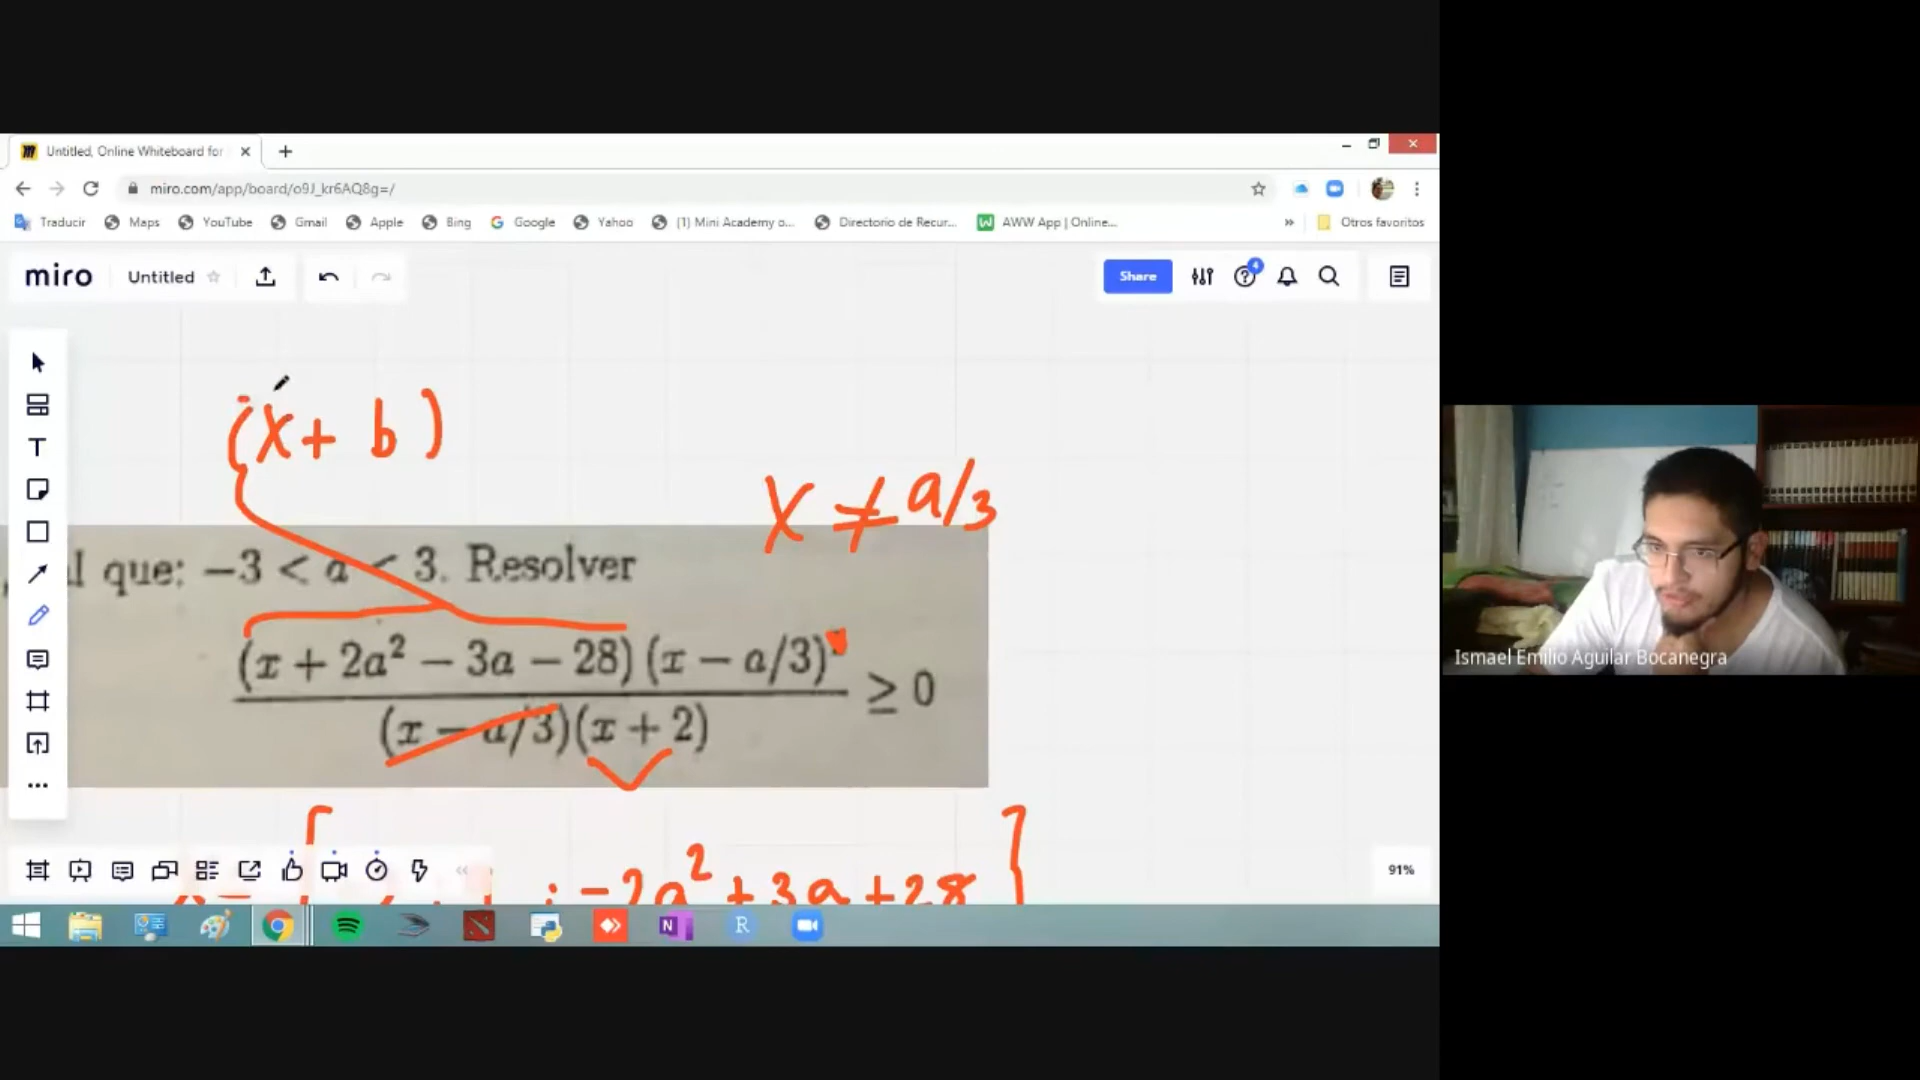 Untitled, Online Whiteboard for
miro.com/app/board/o9J_kr6AQ8g=/
Traducir Maps YouTube Gmail Apple Bing Google Yahoo (1) Mini Academy o... Directorio de Recur... AWW App | Online... » Otros favoritos
miro Untitled Share 4
(x + b)
x ≠ a/3
que: −3 < a < 3. Resolver
(x + 2a² − 3a − 28) (x − a/3)
≥ 0
(x − a/3)(x + 2)
Ismael Emilio Aguilar Bocanegra
; −2a² + 3a + 28
91%